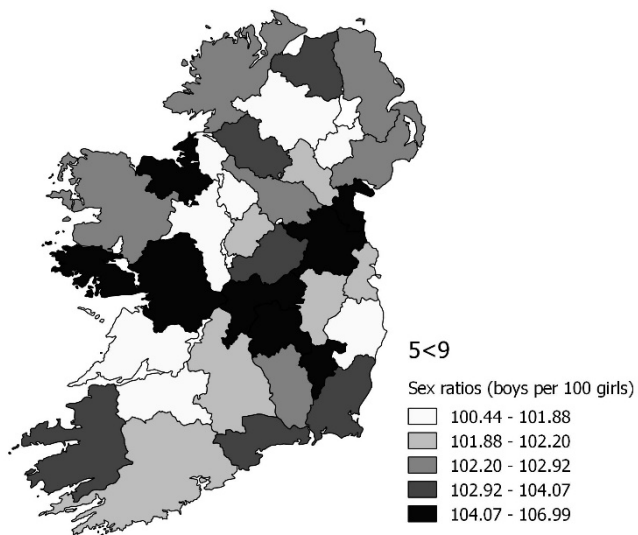 5<9
Sex ratios (boys per 100 girls)
100.44 - 101.88
101.88 - 102.20
102.20 - 102.92
102.92 - 104.07
104.07 - 106.99